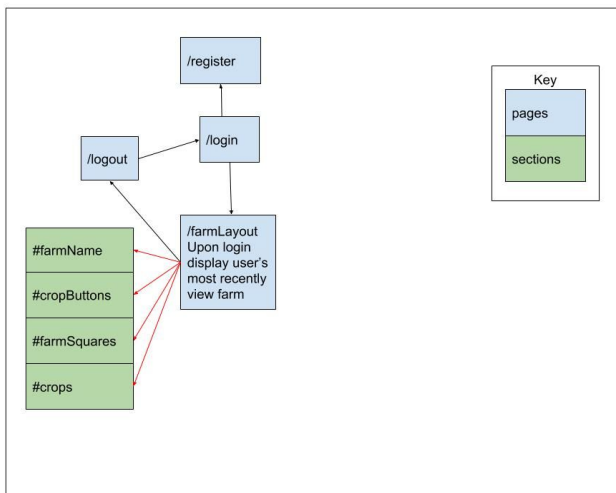 /register
Key
pages
sections
/login
/logout
/farmLayout
Upon login
display user's
most recently
view farm
#farmName
#cropButtons
#farmSquares
#crops